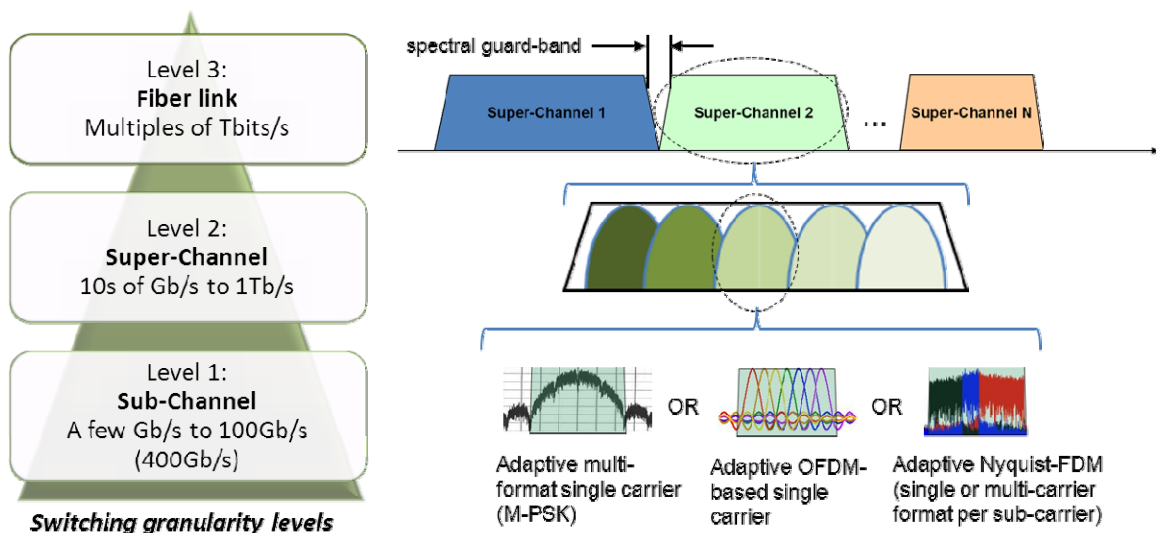 Level 3:
Fiber link
Multiples of Tbits/s
Level 2:
Super-Channel
10s of Gb/s to 1Tb/s
Level 1:
Sub-Channel
A few Gb/s to 100Gb/s
(400Gb/s)
Switching granularity levels
spectral guard-band
Super-Channel 1
Super-Channel 2
...
Super-Channel N
OR
OR
Adaptive multi-
format single carrier
(M-PSK)
Adaptive OFDM-
based single
carrier
Adaptive Nyquist-FDM
(single or multi-carrier
format per sub-carrier)